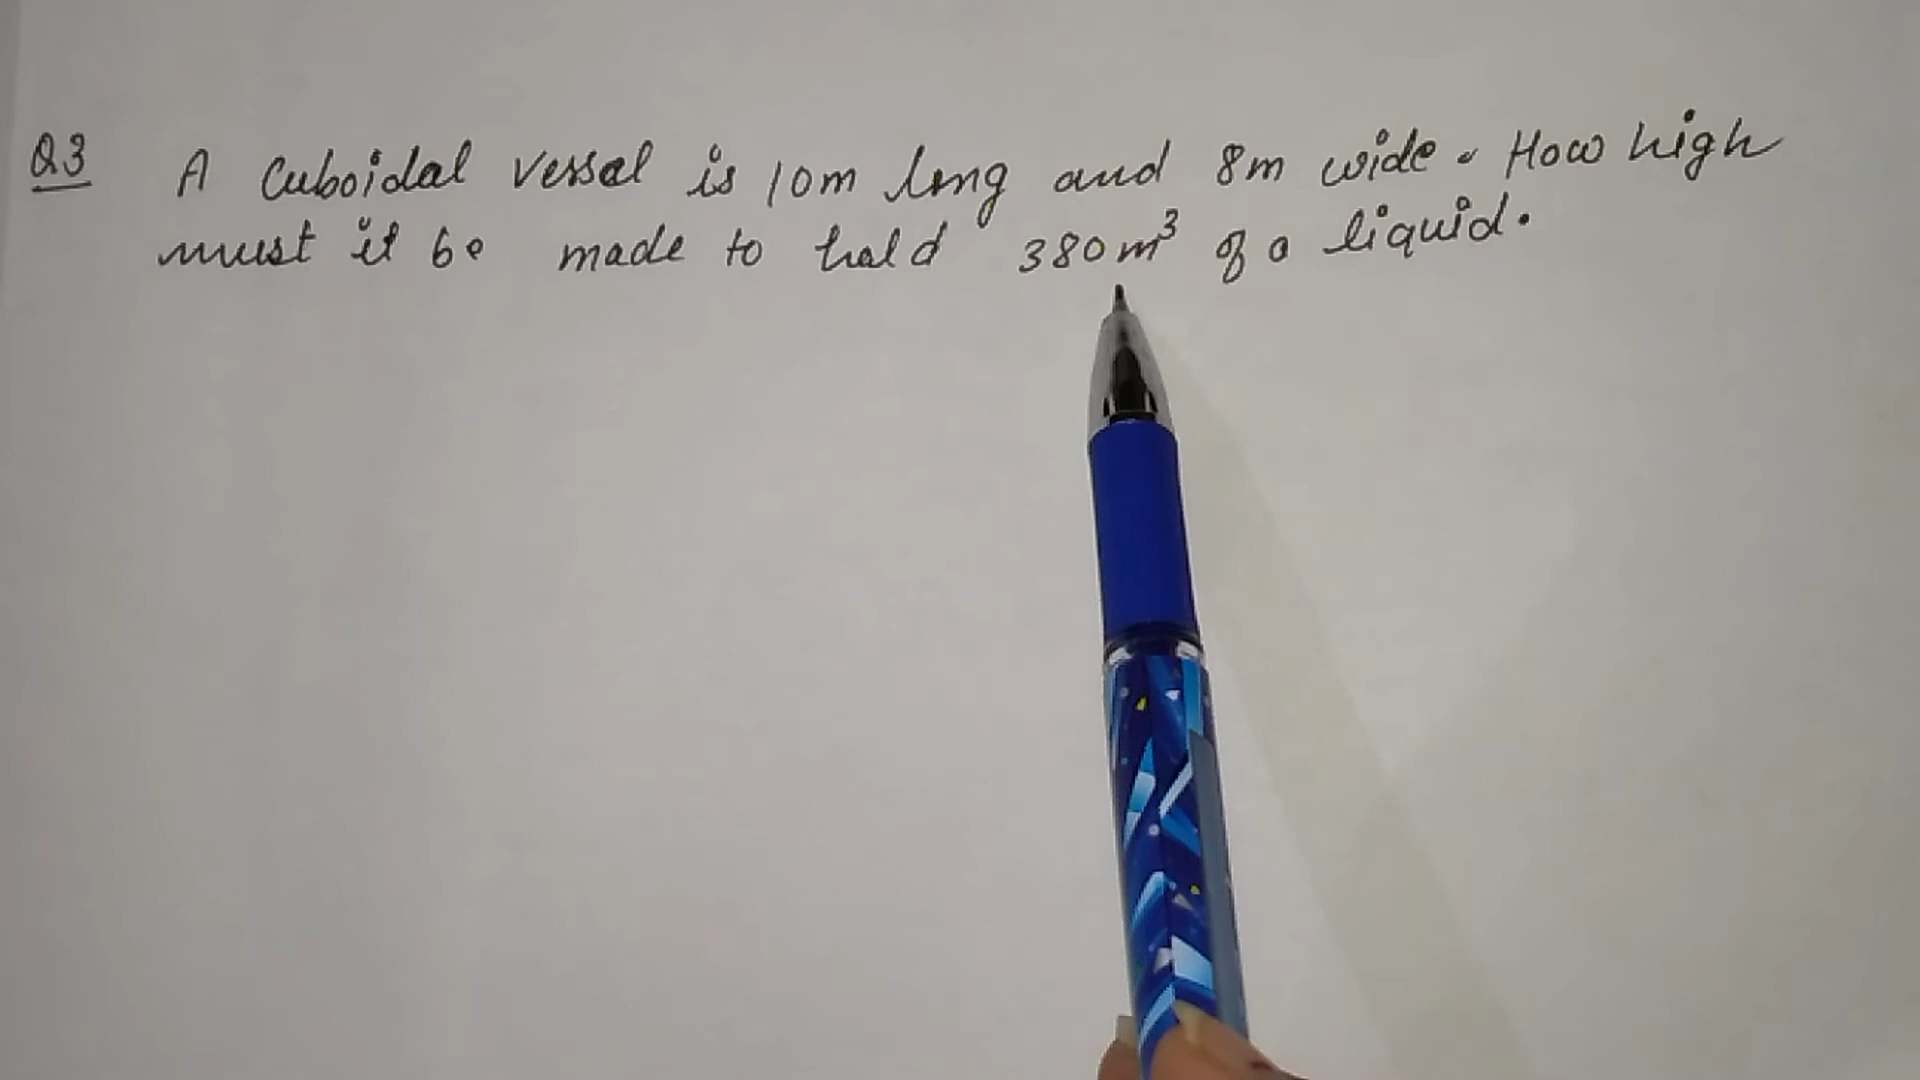 Q3 A Cuboidal vessel is 10m long and 8m wide. How high
must it be made to hold 380m³ of a liquid.